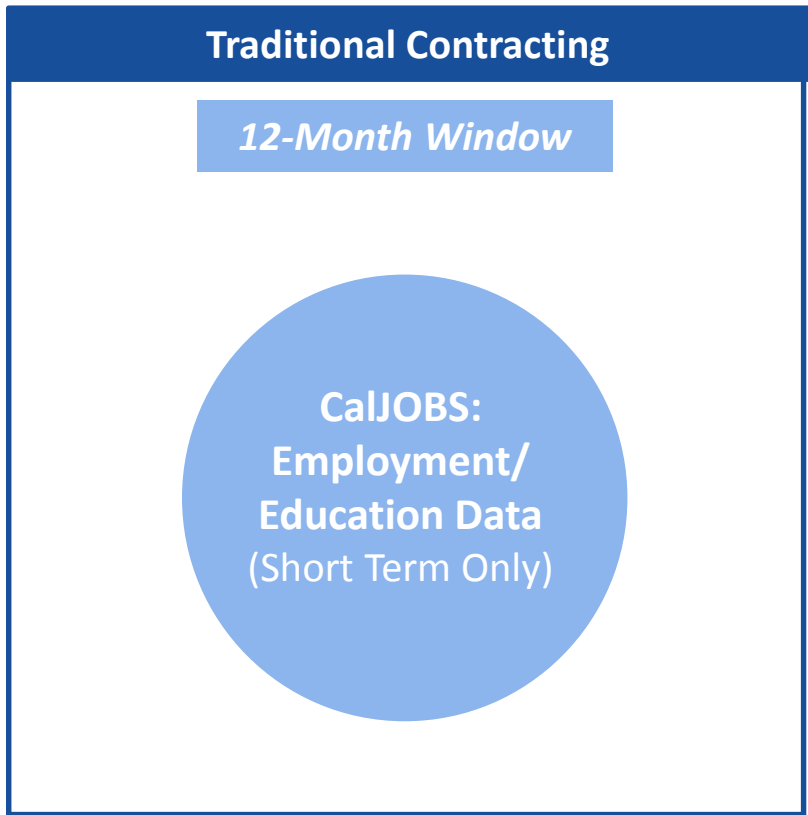 Traditional Contracting
12-Month Window
CalJOBS:
Employment/
Education Data
(Short Term Only)